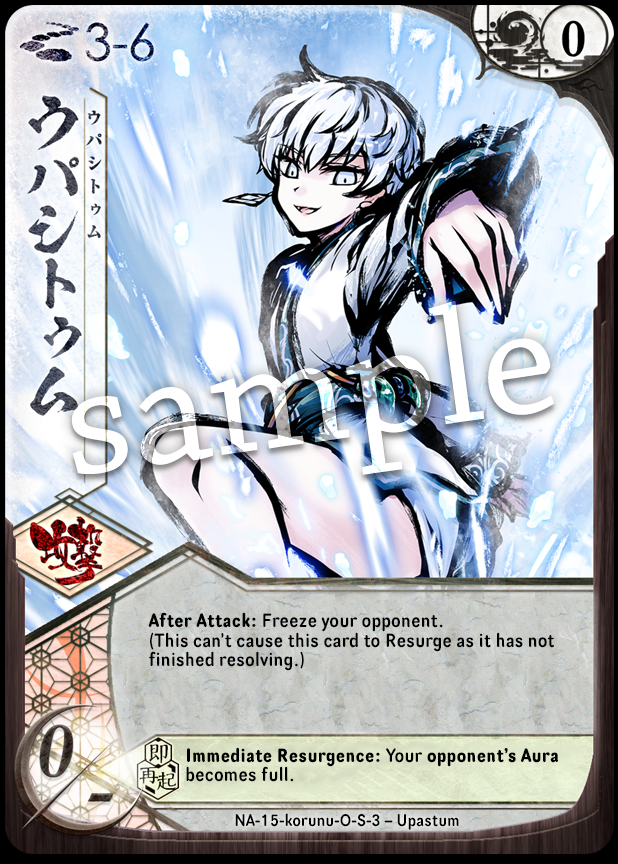 3-6
0
ウパシトゥム
ウパシトゥム
sample
攻撃
After Attack: Freeze your opponent.
(This can't cause this card to Resurge as it has not
finished resolving.)
0/-
即再起
Immediate Resurgence: Your opponent's Aura
becomes full.
NA-15-korunu-O-S-3 – Upastum